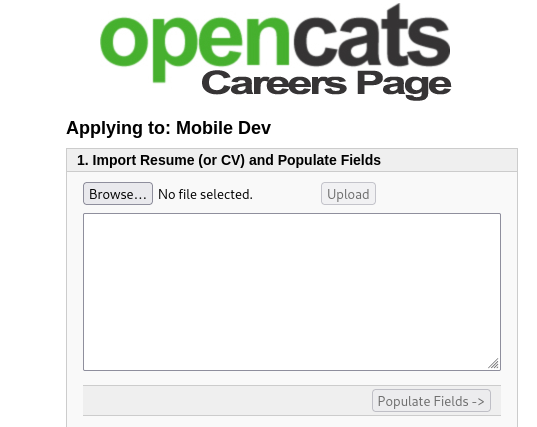 opencats
Careers Page
Applying to: Mobile Dev
1. Import Resume (or CV) and Populate Fields
Browse... No file selected. Upload
Populate Fields ->